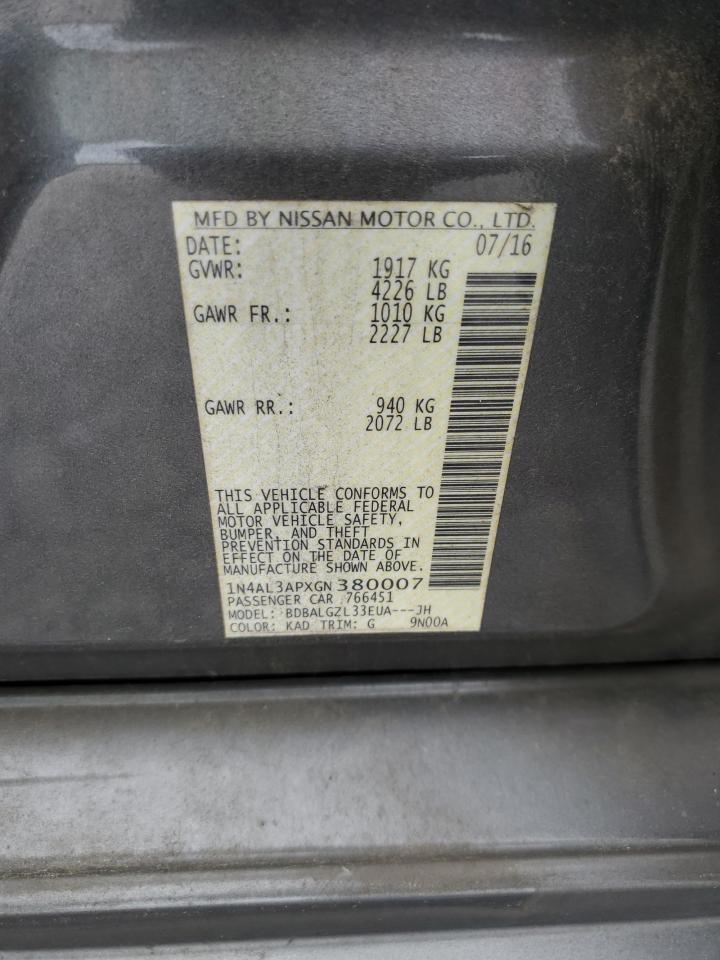 MFD BY NISSAN MOTOR CO., LTD.
DATE: 07/16
GVWR: 1917 KG
4226 LB
GAWR FR.: 1010 KG
2227 LB
GAWR RR.: 940 KG
2072 LB
THIS VEHICLE CONFORMS TO
ALL APPLICABLE FEDERAL
MOTOR VEHICLE SAFETY,
BUMPER, AND THEFT
PREVENTION STANDARDS IN
EFFECT ON THE DATE OF
MANUFACTURE SHOWN ABOVE.
1N4AL3APXGN380007
PASSENGER CAR 766451
MODEL: BDBALGZL33EUA---JH
COLOR: KAD TRIM: G 9N00A